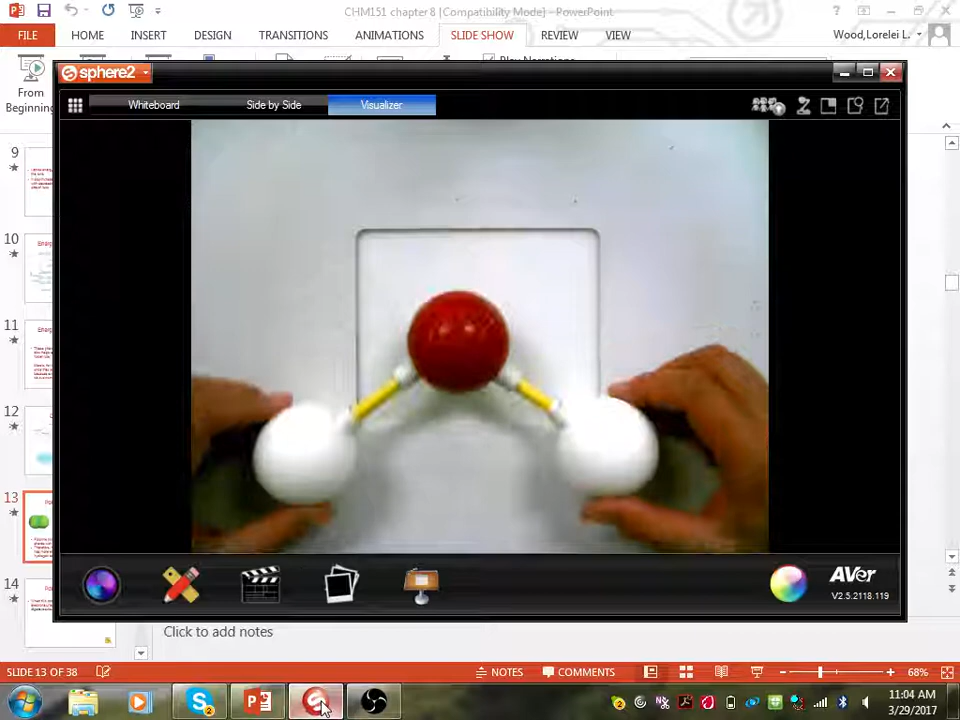 CHM151 chapter 8 [Compatibility Mode] - PowerPoint
FILE HOME INSERT DESIGN TRANSITIONS ANIMATIONS SLIDE SHOW REVIEW VIEW Wood,Lorelei L.
From
Beginning
sphere2
Whiteboard Side by Side Visualizer
9
10
11
12
13
14
AVer
V2.5.2118.119
Click to add notes
SLIDE 13 OF 38 NOTES COMMENTS 68%
11:04 AM
3/29/2017